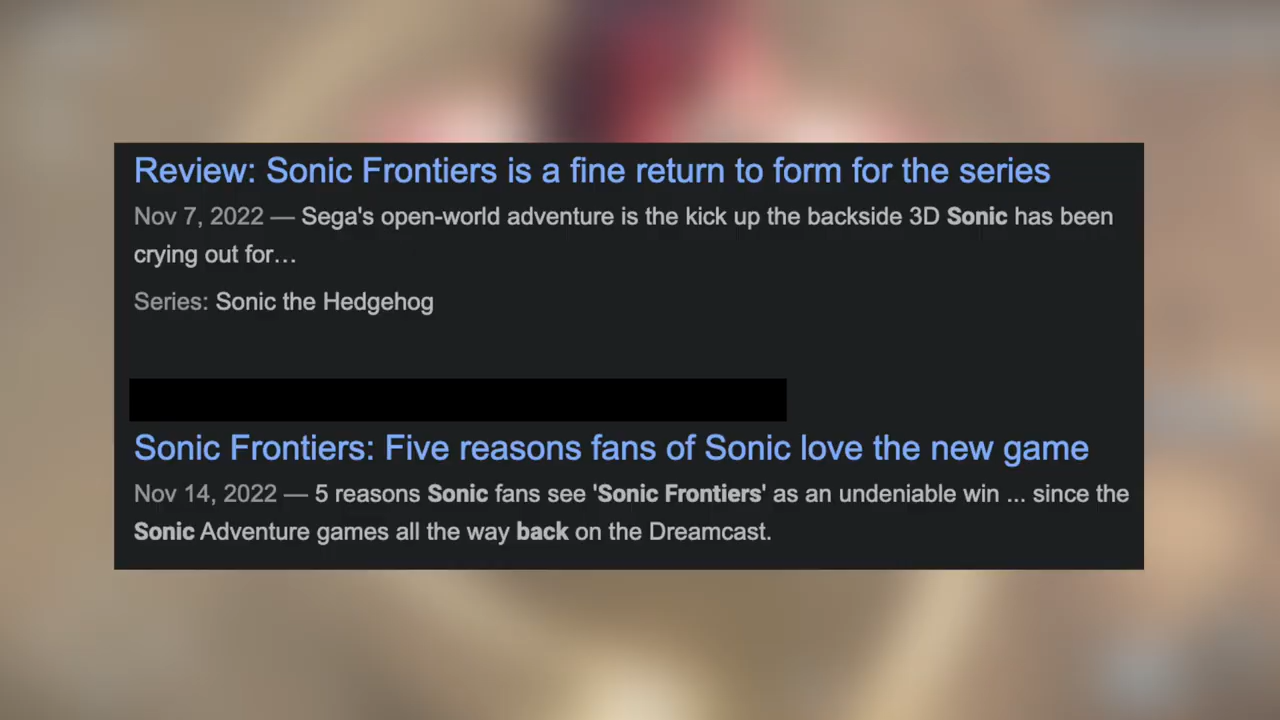 Review: Sonic Frontiers is a fine return to form for the series
Nov 7, 2022 — Sega's open-world adventure is the kick up the backside 3D Sonic has been
crying out for…
Series: Sonic the Hedgehog
Sonic Frontiers: Five reasons fans of Sonic love the new game
Nov 14, 2022 — 5 reasons Sonic fans see 'Sonic Frontiers' as an undeniable win ... since the
Sonic Adventure games all the way back on the Dreamcast.